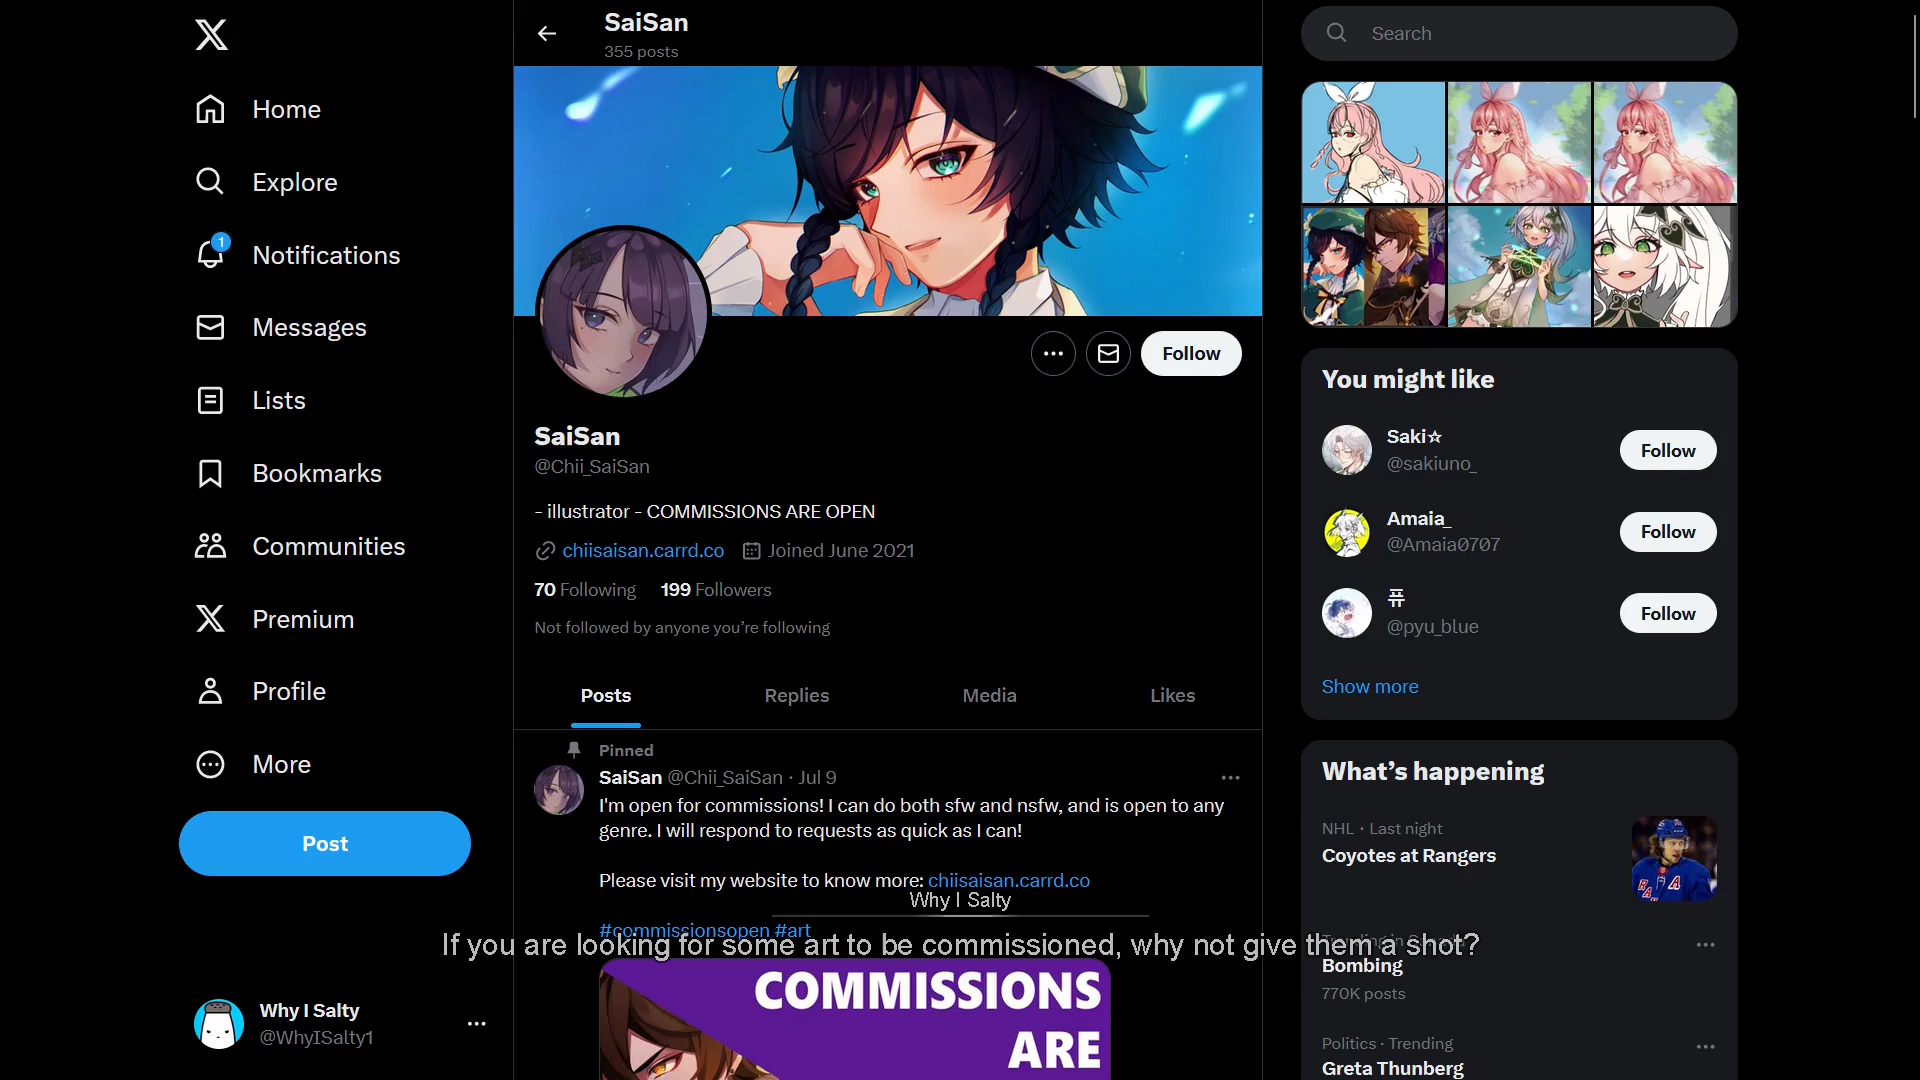 Home
Explore
1
Notifications
Messages
Lists
Bookmarks
Communities
Premium
Profile
More
Post
Why I Salty
@WhyISalty1
SaiSan
355 posts
Follow
SaiSan
@Chii_SaiSan
- illustrator - COMMISSIONS ARE OPEN
chiisaisan.carrd.co Joined June 2021
70 Following 199 Followers
Not followed by anyone you’re following
Posts Replies Media Likes
Pinned
SaiSan @Chii_SaiSan · Jul 9
I'm open for commissions! I can do both sfw and nsfw, and is open to any
genre. I will respond to requests as quick as I can!
Please visit my website to know more: chiisaisan.carrd.co
#commissionsopen #art
COMMISSIONS
ARE
Why I Salty
If you are looking for some art to be commissioned, why not give them a shot?
Search
You might like
Saki☆
@sakiuno_
Follow
Amaia_
@Amaia0707
Follow
퓨
@pyu_blue
Follow
Show more
What’s happening
NHL · Last night
Coyotes at Rangers
Bombing
770K posts
Politics · Trending
Greta Thunberg